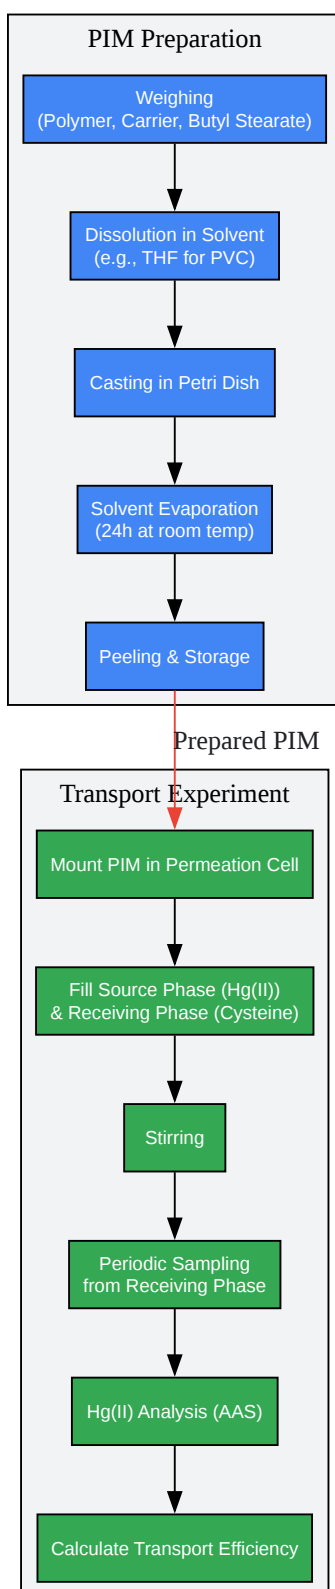 PIM Preparation
Weighing
(Polymer, Carrier, Butyl Stearate)
Dissolution in Solvent
(e.g., THF for PVC)
Casting in Petri Dish
Solvent Evaporation
(24h at room temp)
Peeling & Storage
Prepared PIM
Transport Experiment
Mount PIM in Permeation Cell
Fill Source Phase (Hg(II))
& Receiving Phase (Cysteine)
Stirring
Periodic Sampling
from Receiving Phase
Hg(II) Analysis (AAS)
Calculate Transport Efficiency